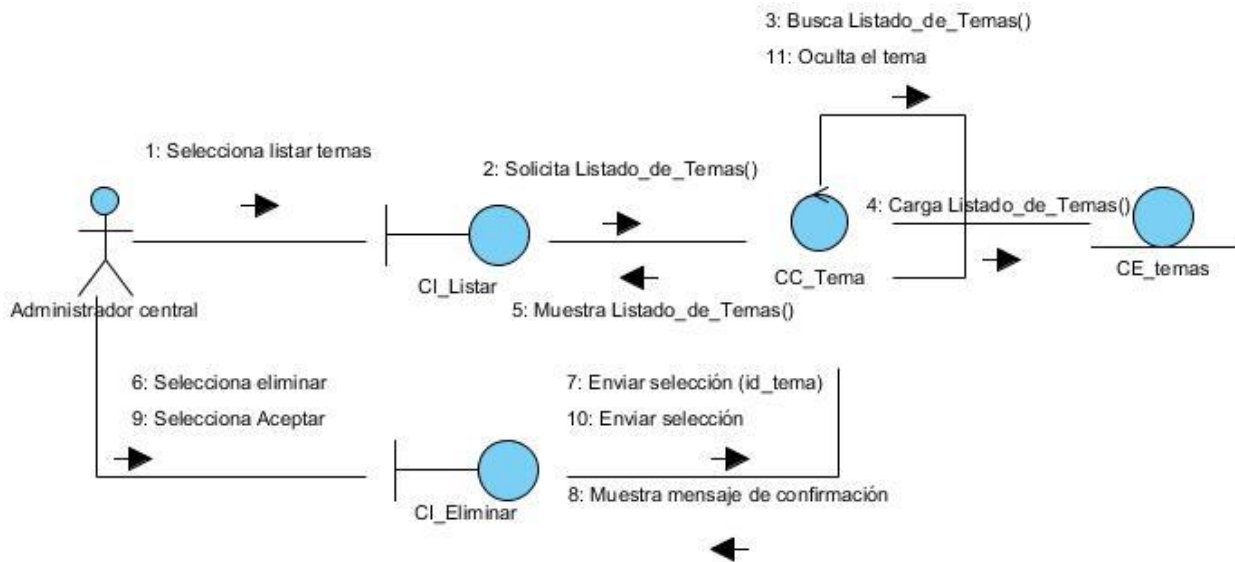 3: Busca Listado_de_Temas()
11: Oculta el tema
1: Selecciona listar temas
2: Solicita Listado_de_Temas()
4: Carga Listado_de_Temas()
CI_Listar
CC_Tema
CE_temas
Administrador central
5: Muestra Listado_de_Temas()
6: Selecciona eliminar
9: Selecciona Aceptar
7: Enviar selección (id_tema)
10: Enviar selección
8: Muestra mensaje de confirmación
CI_Eliminar